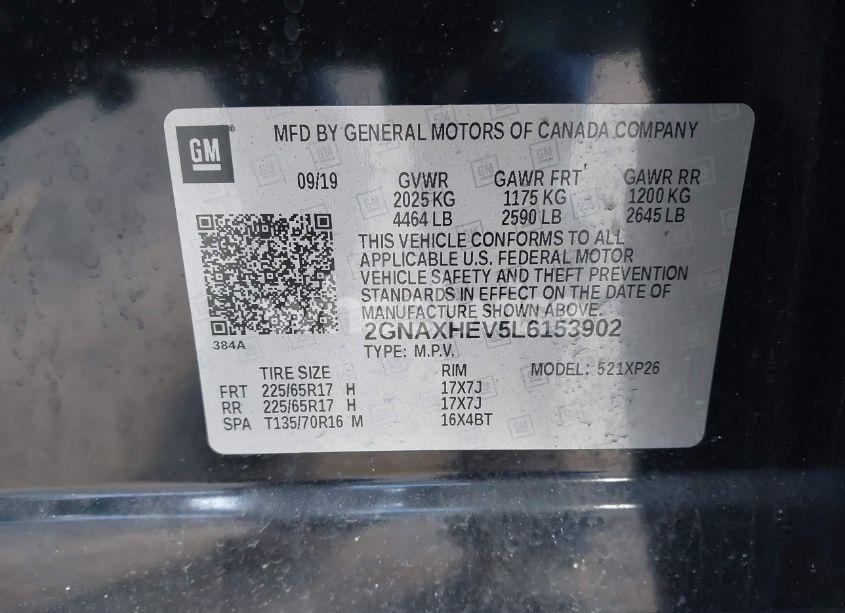 GM
MFD BY GENERAL MOTORS OF CANADA COMPANY
09/19 GVWR GAWR FRT GAWR RR
2025 KG 1175 KG 1200 KG
4464 LB 2590 LB 2645 LB
THIS VEHICLE CONFORMS TO ALL
APPLICABLE U.S. FEDERAL MOTOR
VEHICLE SAFETY AND THEFT PREVENTION
STANDARDS IN EFFECT ON THE DATE OF
MANUFACTURE SHOWN ABOVE.
2GNAXHEV5L6153902
384A
TYPE: M.P.V.
TIRE SIZE RIM MODEL: 521XP26
FRT 225/65R17 H 17X7J
RR 225/65R17 H 17X7J
SPA T135/70R16 M 16X4BT